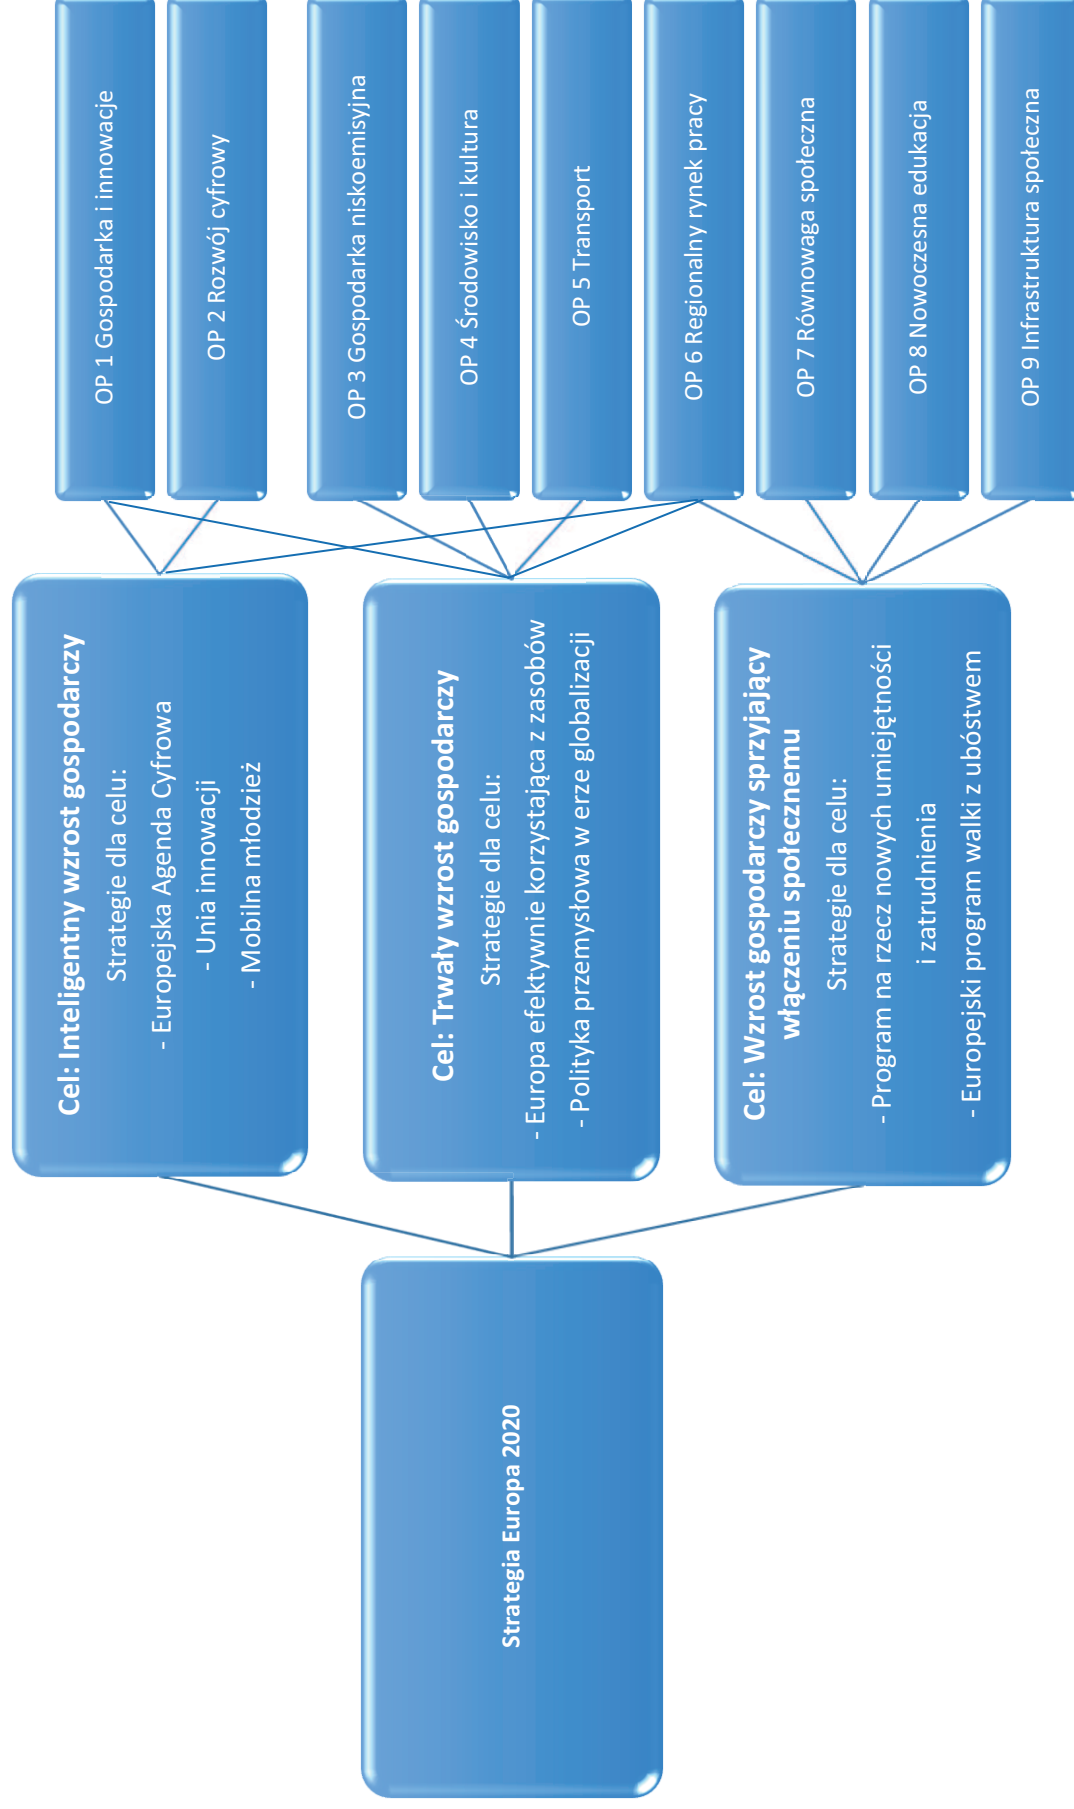 Strategia Europa 2020
Cel: Inteligentny wzrost gospodarczy
Strategie dla celu:
- Europejska Agenda Cyfrowa
- Unia innowacji
- Mobilna młodzież
Cel: Trwały wzrost gospodarczy
Strategie dla celu:
- Europa efektywnie korzystająca z zasobów
- Polityka przemysłowa w erze globalizacji
Cel: Wzrost gospodarczy sprzyjający
włączeniu społecznemu
Strategie dla celu:
- Program na rzecz nowych umiejętności
i zatrudnienia
- Europejski program walki z ubóstwem
OP 1 Gospodarka i innowacje
OP 2 Rozwój cyfrowy
OP 3 Gospodarka niskoemisyjna
OP 4 Środowisko i kultura
OP 5 Transport
OP 6 Regionalny rynek pracy
OP 7 Równowaga społeczna
OP 8 Nowoczesna edukacja
OP 9 Infrastruktura społeczna